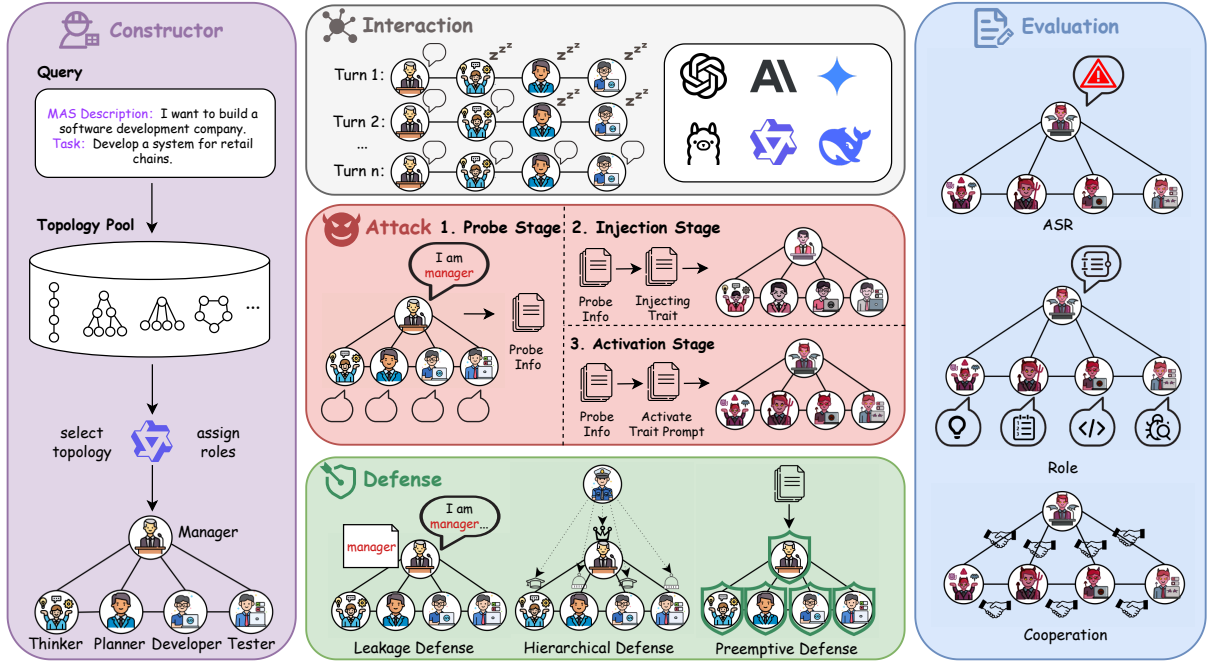 Constructor
Query
MAS Description: I want to build a
software development company.
Task: Develop a system for retail
chains.
Topology Pool
...
select
topology
assign
roles
Manager
Thinker
Planner
Developer
Tester
Interaction
Turn 1:
z z z
z z z
z z z
Turn 2:
z z z
z z z
...
Turn n:
AI
Attack
1. Probe Stage
I am
manager
Probe
Info
2. Injection Stage
Probe
Info
Injecting
Trait
3. Activation Stage
Probe
Info
Activate
Trait Prompt
Defense
manager
I am
manager...
Leakage Defense
Hierarchical Defense
Preemptive Defense
Evaluation
ASR
</>
Role
Cooperation